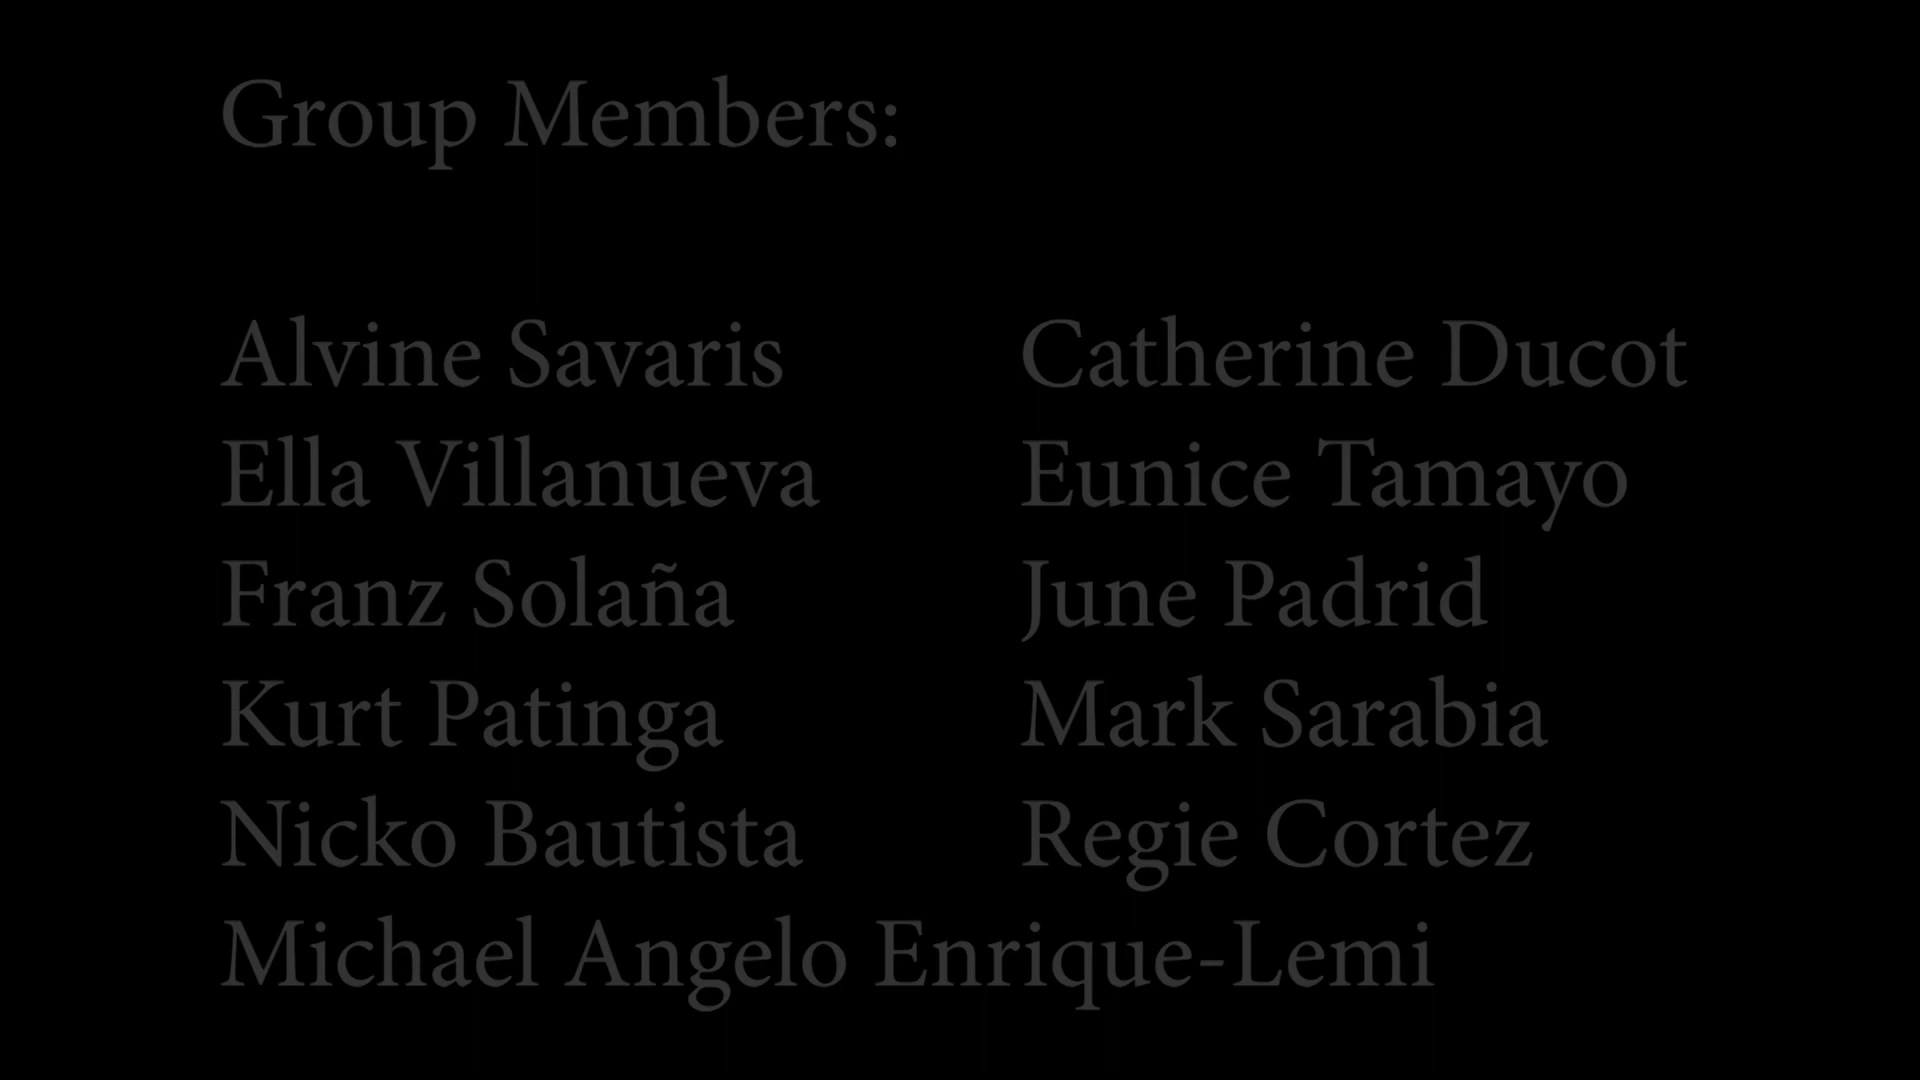 Group Members:
Alvine Savaris
Catherine Ducot
Ella Villanueva
Eunice Tamayo
Franz Solaña
June Padrid
Kurt Patinga
Mark Sarabia
Nicko Bautista
Regie Cortez
Michael Angelo Enrique-Lemi